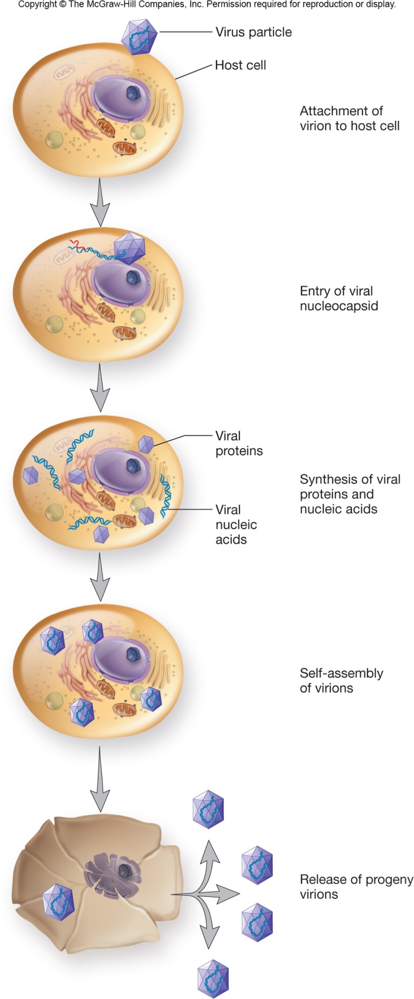 Copyright © The McGraw-Hill Companies, Inc. Permission required for reproduction or display.
Virus particle
Host cell
Attachment of
virion to host cell
Entry of viral
nucleocapsid
Viral
proteins
Synthesis of viral
proteins and
nucleic acids
Viral
nucleic
acids
Self-assembly
of virions
Release of progeny
virions